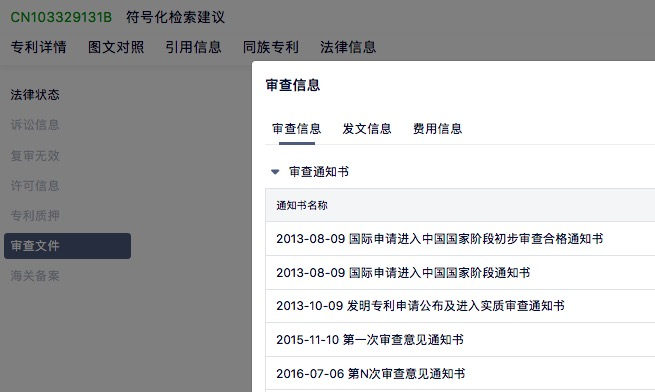 CN103329131B 符号化检索建议
专利详情 图文对照 引用信息 同族专利 法律信息
法律状态
诉讼信息
复审无效
许可信息
专利质押
审查文件
海关备案
审查信息
审查信息 发文信息 费用信息
审查通知书
通知书名称
2013-08-09 国际申请进入中国国家阶段初步审查合格通知书
2013-08-09 国际申请进入中国国家阶段通知书
2013-10-09 发明专利申请公布及进入实质审查通知书
2015-11-10 第一次审查意见通知书
2016-07-06 第N次审查意见通知书